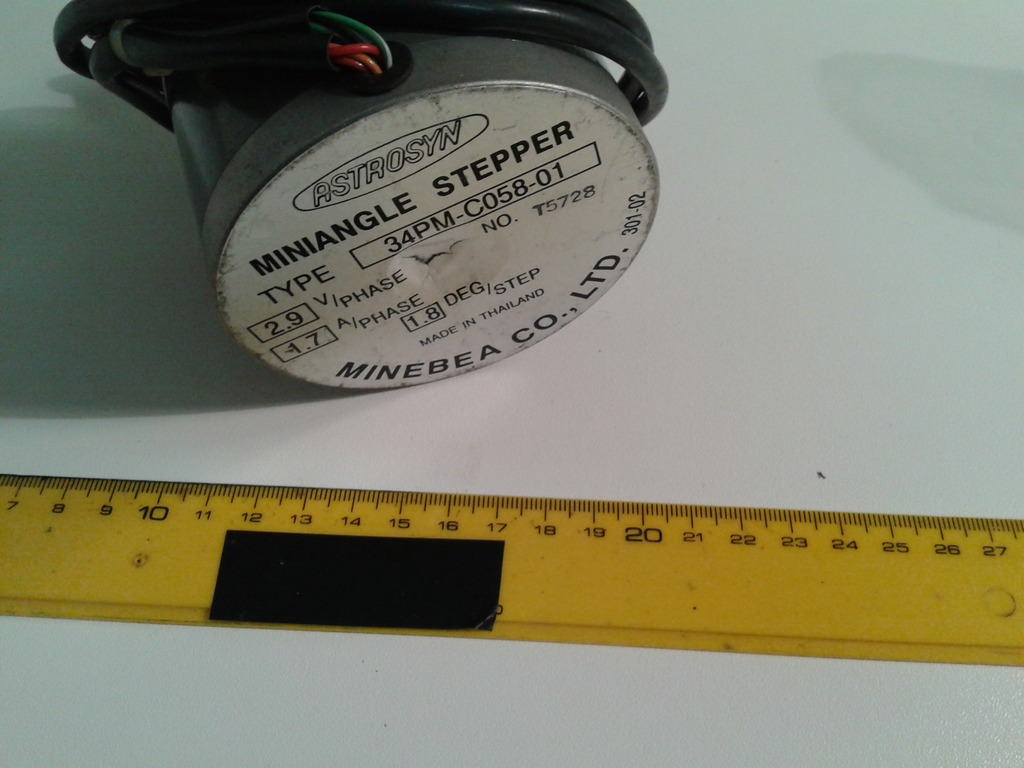 ASTROSYN
MINIANGLE STEPPER
TYPE 34PM-C058-01
2.9 V/PHASE NO. T5728
-1.7 A/PHASE 1.8 DEG/STEP
MADE IN THAILAND
MINEBEA CO., LTD. 301-02
7 8 9 10 11 12 13 14 15 16 17 18 19 20 21 22 23 24 25 26 27